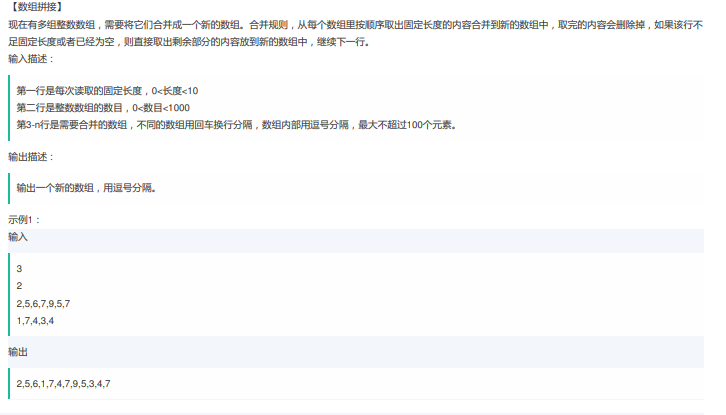 【数组拼接】
现在有多组整数数组，需要将它们合并成一个新的数组。合并规则，从每个数组里按顺序取出固定长度的内容合并到新的数组中，取完的内容会删除掉，如果该行不
足固定长度或者已经为空，则直接取出剩余部分的内容放到新的数组中，继续下一行。
输入描述：
第一行是每次读取的固定长度，0<长度<10
第二行是整数数组的数目，0<数目<1000
第3-n行是需要合并的数组，不同的数组用回车换行分隔，数组内部用逗号分隔，最大不超过100个元素。
输出描述：
输出一个新的数组，用逗号分隔。
示例1：
输入
3
2
2,5,6,7,9,5,7
1,7,4,3,4
输出
2,5,6,1,7,4,7,9,5,3,4,7